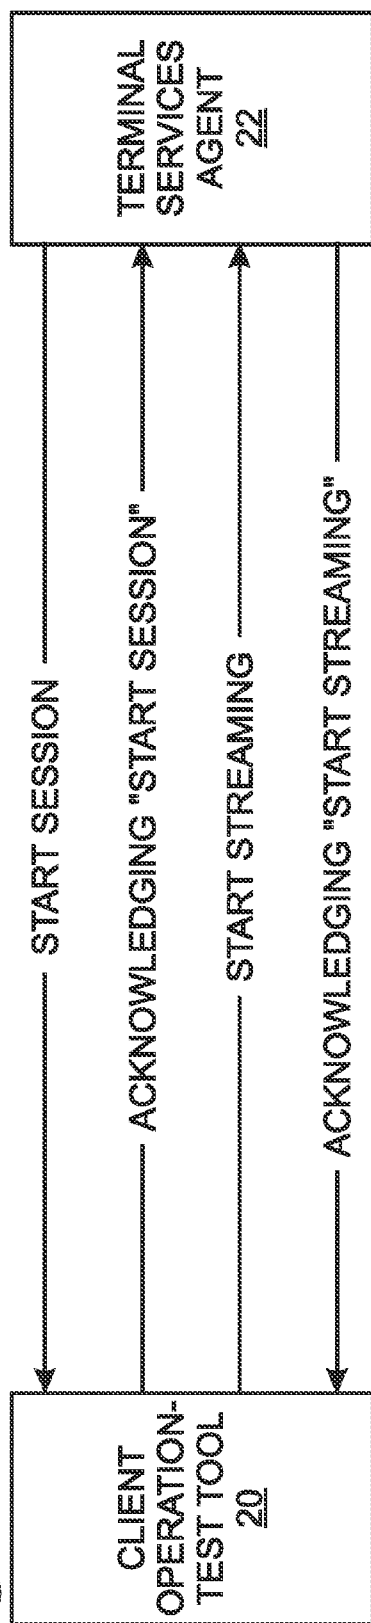 CLIENT
OPERATION-
TEST TOOL
20
START SESSION
ACKNOWLEDGING "START SESSION"
START STREAMING
ACKNOWLEDGING "START STREAMING"
TERMINAL
SERVICES
AGENT
22